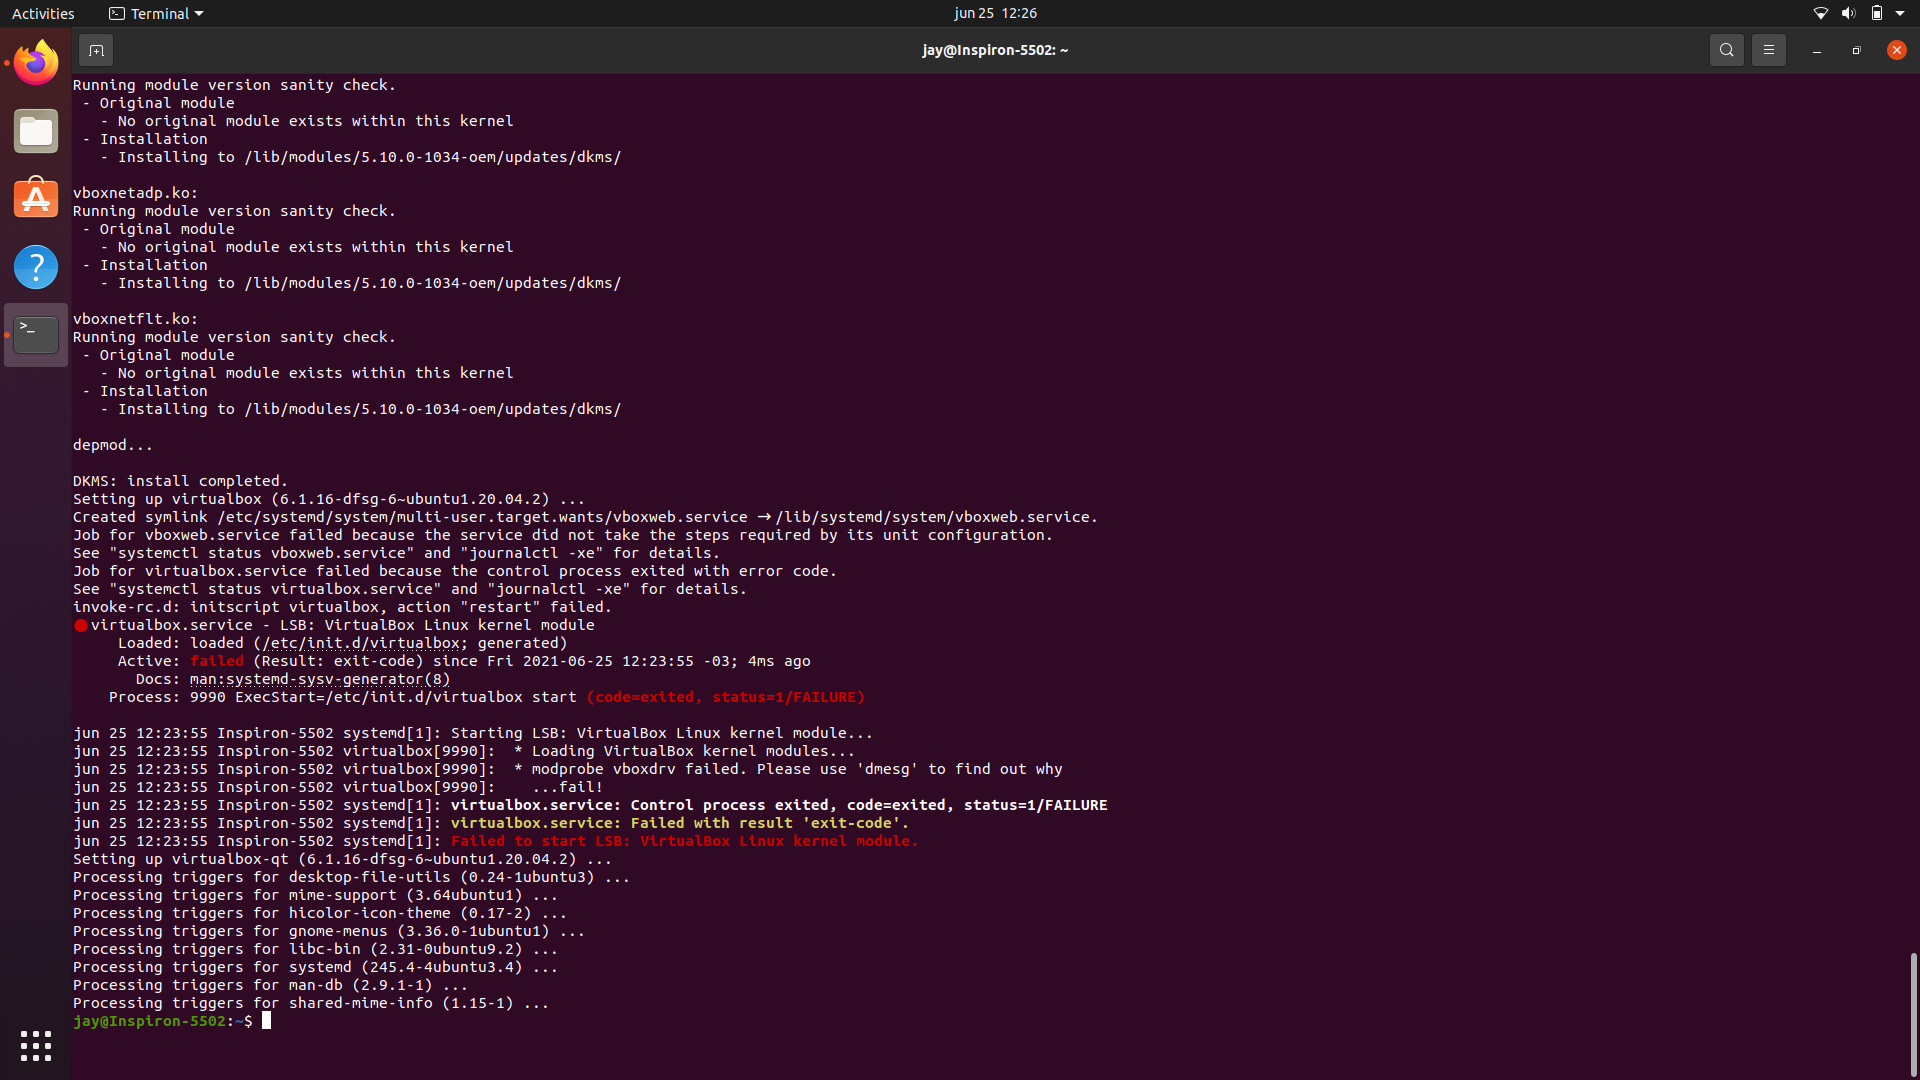 Activities
Terminal
jun 25 12:26
jay@Inspiron-5502: ~
Running module version sanity check.
 - Original module
   - No original module exists within this kernel
 - Installation
   - Installing to /lib/modules/5.10.0-1034-oem/updates/dkms/

vboxnetadp.ko:
Running module version sanity check.
 - Original module
   - No original module exists within this kernel
 - Installation
   - Installing to /lib/modules/5.10.0-1034-oem/updates/dkms/

vboxnetflt.ko:
Running module version sanity check.
 - Original module
   - No original module exists within this kernel
 - Installation
   - Installing to /lib/modules/5.10.0-1034-oem/updates/dkms/

depmod...

DKMS: install completed.
Setting up virtualbox (6.1.16-dfsg-6~ubuntu1.20.04.2) ...
Created symlink /etc/systemd/system/multi-user.target.wants/vboxweb.service → /lib/systemd/system/vboxweb.service.
Job for vboxweb.service failed because the service did not take the steps required by its unit configuration.
See "systemctl status vboxweb.service" and "journalctl -xe" for details.
Job for virtualbox.service failed because the control process exited with error code.
See "systemctl status virtualbox.service" and "journalctl -xe" for details.
invoke-rc.d: initscript virtualbox, action "restart" failed.
● virtualbox.service - LSB: VirtualBox Linux kernel module
     Loaded: loaded (/etc/init.d/virtualbox; generated)
     Active: failed (Result: exit-code) since Fri 2021-06-25 12:23:55 -03; 4ms ago
       Docs: man:systemd-sysv-generator(8)
    Process: 9990 ExecStart=/etc/init.d/virtualbox start (code=exited, status=1/FAILURE)

jun 25 12:23:55 Inspiron-5502 systemd[1]: Starting LSB: VirtualBox Linux kernel module...
jun 25 12:23:55 Inspiron-5502 virtualbox[9990]:  * Loading VirtualBox kernel modules...
jun 25 12:23:55 Inspiron-5502 virtualbox[9990]:  * modprobe vboxdrv failed. Please use 'dmesg' to find out why
jun 25 12:23:55 Inspiron-5502 virtualbox[9990]:    ...fail!
jun 25 12:23:55 Inspiron-5502 systemd[1]: virtualbox.service: Control process exited, code=exited, status=1/FAILURE
jun 25 12:23:55 Inspiron-5502 systemd[1]: virtualbox.service: Failed with result 'exit-code'.
jun 25 12:23:55 Inspiron-5502 systemd[1]: Failed to start LSB: VirtualBox Linux kernel module.
Setting up virtualbox-qt (6.1.16-dfsg-6~ubuntu1.20.04.2) ...
Processing triggers for desktop-file-utils (0.24-1ubuntu3) ...
Processing triggers for mime-support (3.64ubuntu1) ...
Processing triggers for hicolor-icon-theme (0.17-2) ...
Processing triggers for gnome-menus (3.36.0-1ubuntu1) ...
Processing triggers for libc-bin (2.31-0ubuntu9.2) ...
Processing triggers for systemd (245.4-4ubuntu3.4) ...
Processing triggers for man-db (2.9.1-1) ...
Processing triggers for shared-mime-info (1.15-1) ...
jay@Inspiron-5502:~$